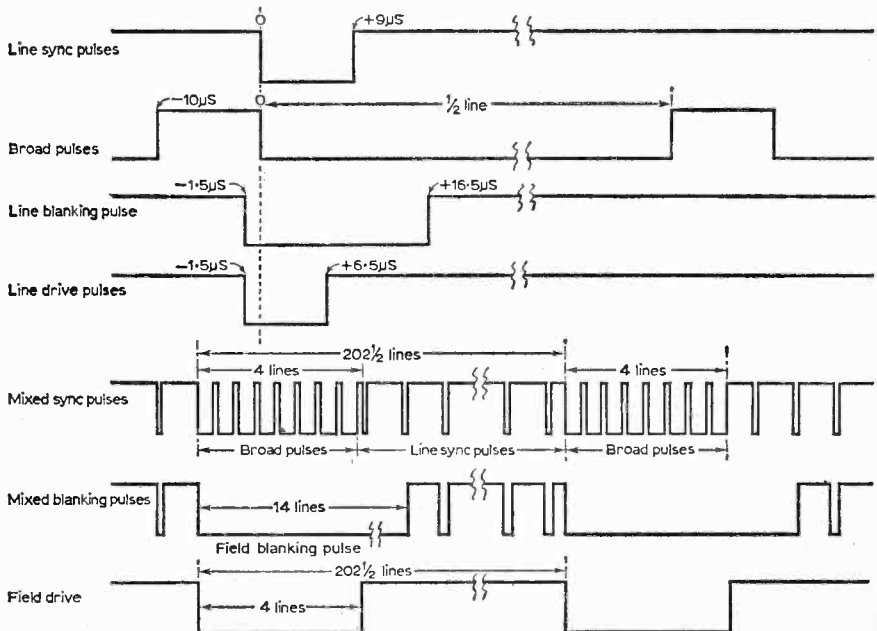 O
+9µS
Line sync pulses
-10µS
O
½ line
Broad pulses
-1·5µS
+16·5µS
Line blanking pulse
-1·5µS
+6·5µS
Line drive pulses
202½ lines
4 lines
4 lines
Mixed sync pulses
Broad pulses
Line sync pulses
Broad pulses
Mixed blanking pulses
14 lines
Field blanking pulse
202½ lines
Field drive
4 lines